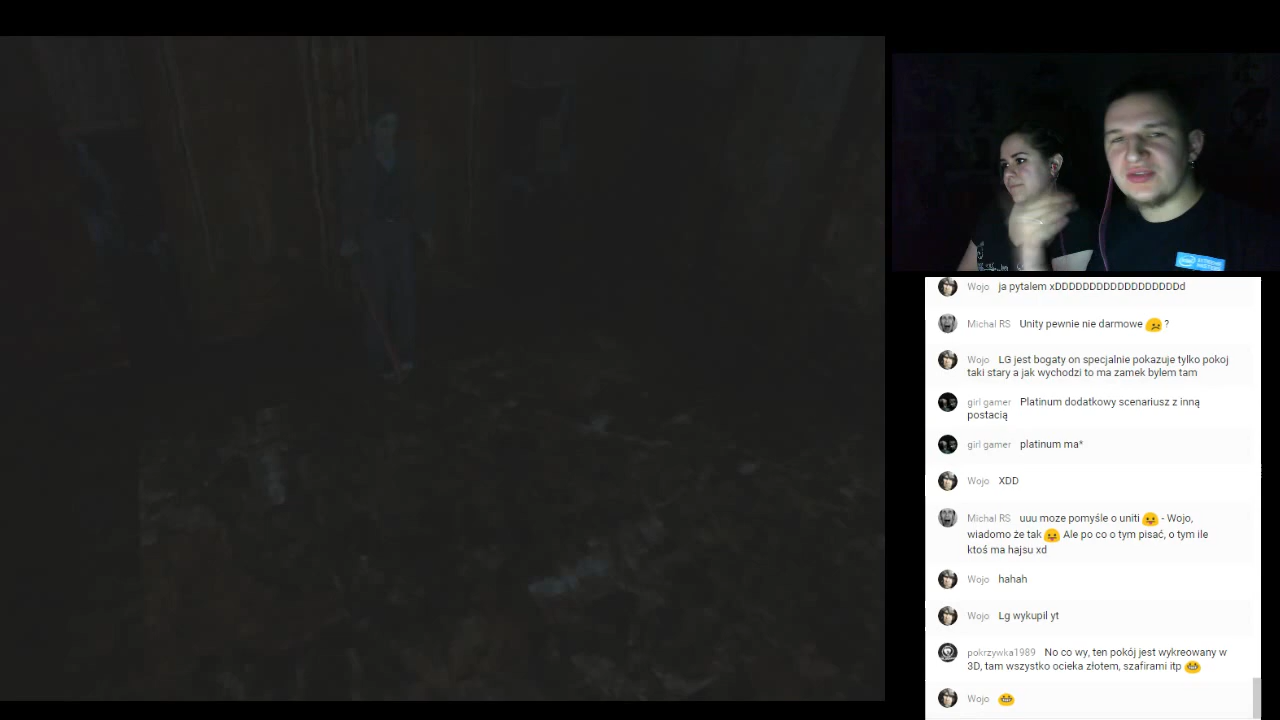 Wojo ja pytalem xDDDDDDDDDDDDDDDDDDd
Michal RS Unity pewnie nie darmowe ?
Wojo LG jest bogaty on specjalnie pokazuje tylko pokoj
taki stary a jak wychodzi to ma zamek bylem tam
girl gamer Platinum dodatkowy scenariusz z inną
postacią
girl gamer platinum ma*
Wojo XDD
Michal RS uuu moze pomyśle o uniti - Wojo,
wiadomo że tak Ale po co o tym pisać, o tym ile
ktoś ma hajsu xd
Wojo hahah
Wojo Lg wykupil yt
pokrzywka1989 No co wy, ten pokój jest wykreowany w
3D, tam wszystko ocieka złotem, szafirami itp
Wojo